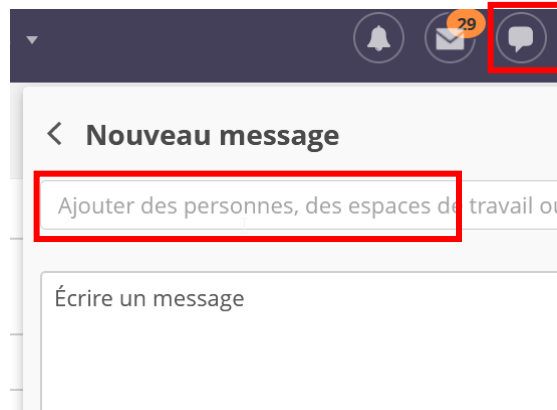 29
Nouveau message
Ajouter des personnes, des espaces de travail ou
Écrire un message